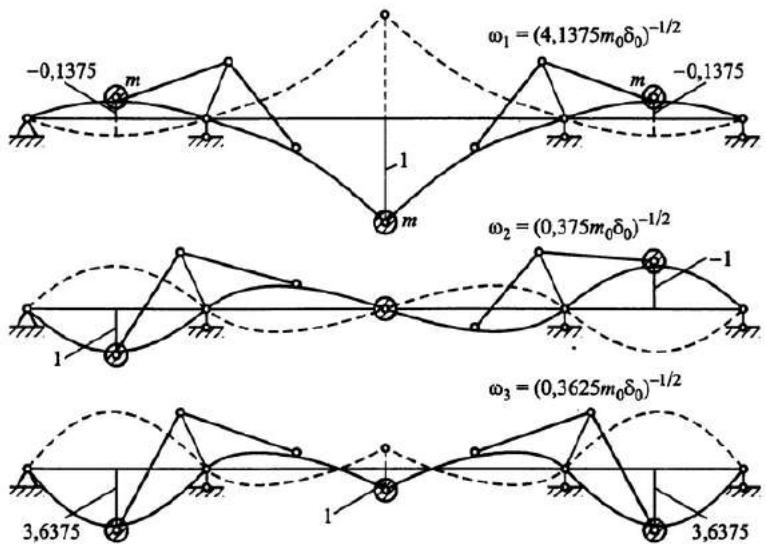 ω₁ = (4,1375m₀δ₀)^−1/2
−0,1375
m
m
−0,1375
1
m
ω₂ = (0,375m₀δ₀)^−1/2
−1
1
ω₃ = (0,3625m₀δ₀)^−1/2
3,6375
1
3,6375